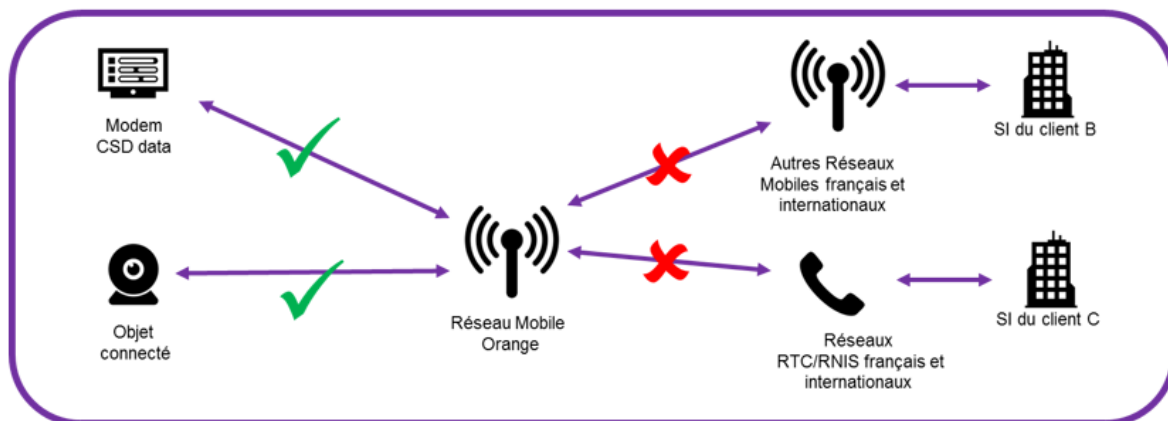 Modem
CSD data
SI du client B
Autres Réseaux
Mobiles français et
internationaux
Objet
connecté
Réseau Mobile
Orange
Réseaux
RTC/RNIS français et
internationaux
SI du client C